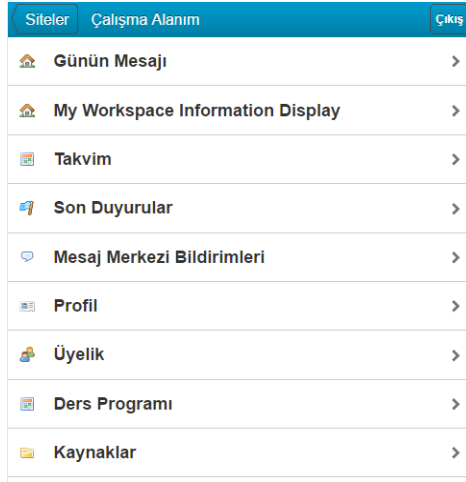 Siteler Çalışma Alanım Çıkış
Günün Mesajı
My Workspace Information Display
Takvim
Son Duyurular
Mesaj Merkezi Bildirimleri
Profil
Üyelik
Ders Programı
Kaynaklar